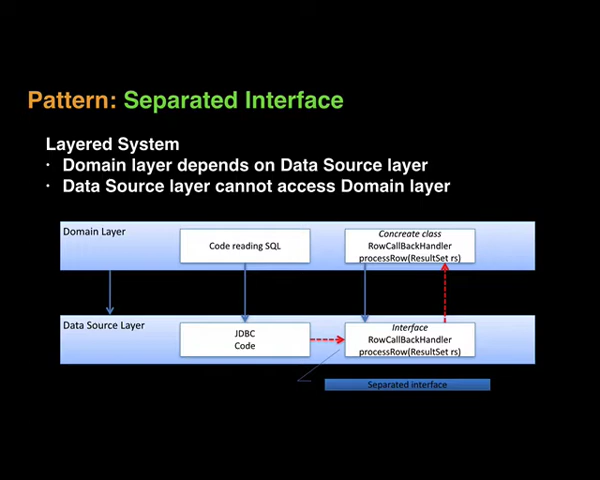 Pattern: Separated Interface
Layered System
· Domain layer depends on Data Source layer
· Data Source layer cannot access Domain layer
Domain Layer
Code reading SQL
Concreate class
RowCallBackHandler
processRow(ResultSet rs)
Data Source Layer
JDBC
Code
Interface
RowCallBackHandler
processRow(ResultSet rs)
Separated interface